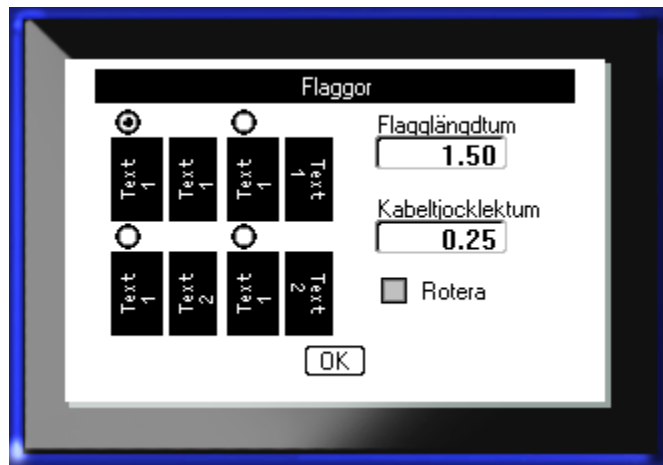 Flaggor
Flagglängdtum
1.50
Text 1
Text 1
Text 1
Text 1
Kabeltjocklektum
0.25
Text 1
Text 2
Text 1
Text 2
Rotera
OK